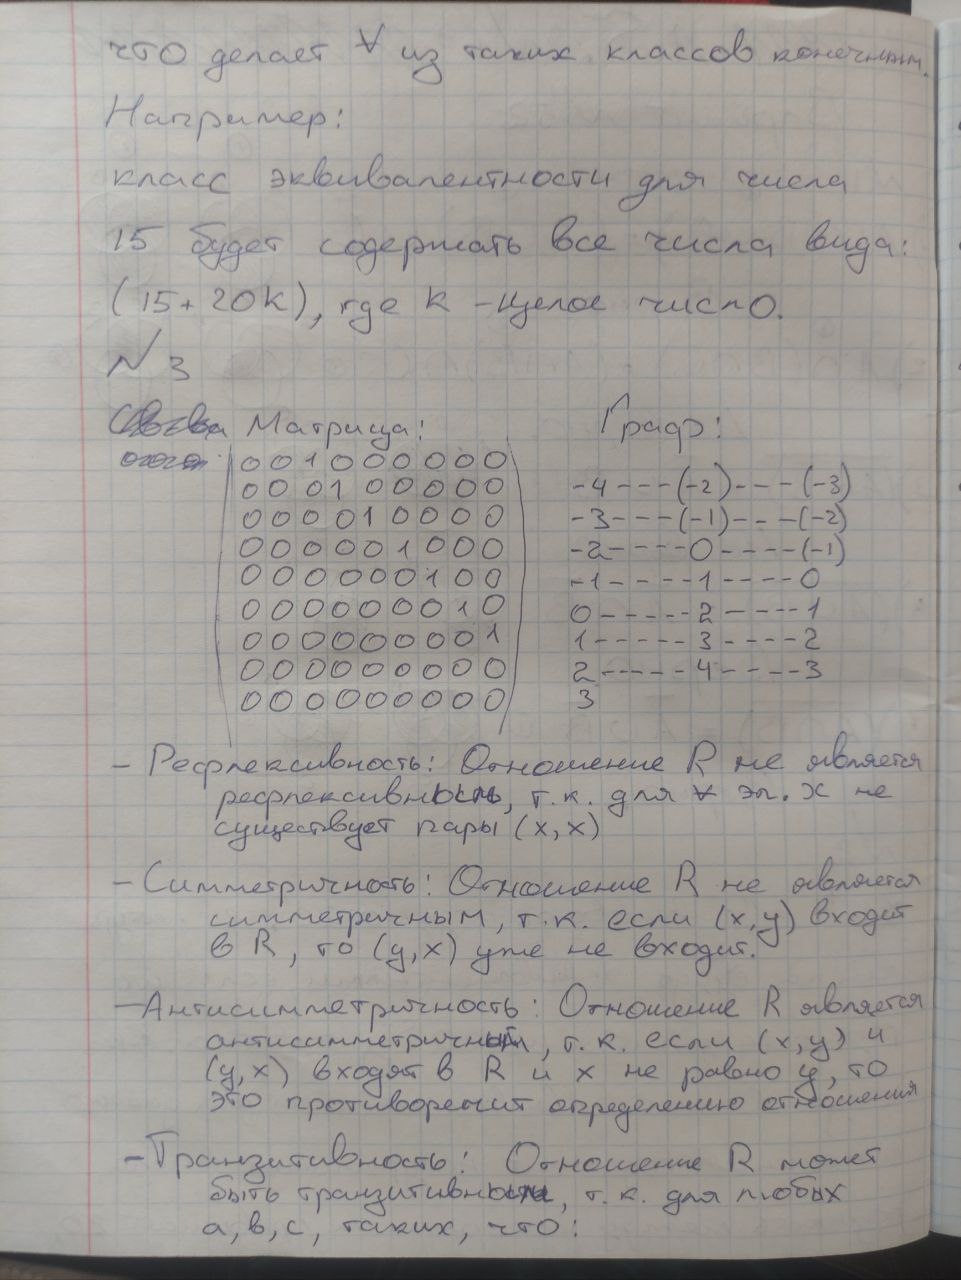 что делает ∀ из таких классов конечным.
Например:
класс эквивалентности для числа
15 будет содержать все числа вида:
(15+20K), где K - целое число.
№3
Матрица: Граф:
0 0 1 0 0 0 0 0 0
0 0 0 1 0 0 0 0 0 -4---(-2)---(-3)
0 0 0 0 1 0 0 0 0 -3---(-1)---(-2)
0 0 0 0 0 1 0 0 0 -2----0----(-1)
0 0 0 0 0 0 1 0 0 -1----1----0
0 0 0 0 0 0 0 1 0 0-----2-----1
0 0 0 0 0 0 0 0 1 1-----3----2
0 0 0 0 0 0 0 0 0 2-----4----3
0 0 0 0 0 0 0 0 0 3
- Рефлексивность: Отношение R не является
рефлексивным, т.к. для ∀ эл. x не
существует пары (x,x)
- Симметричность: Отношение R не является
симметричным, т.к. если (x,y) входит
в R, то (y,x) уже не входит.
- Антисимметричность: Отношение R является
антисимметричным, т.к. если (x,y) и
(y,x) входят в R и x не равно y, то
это противоречит определению отношения
- Транзитивность: Отношение R может
быть транзитивным, т.к. для любых
a,b,c, таких, что: